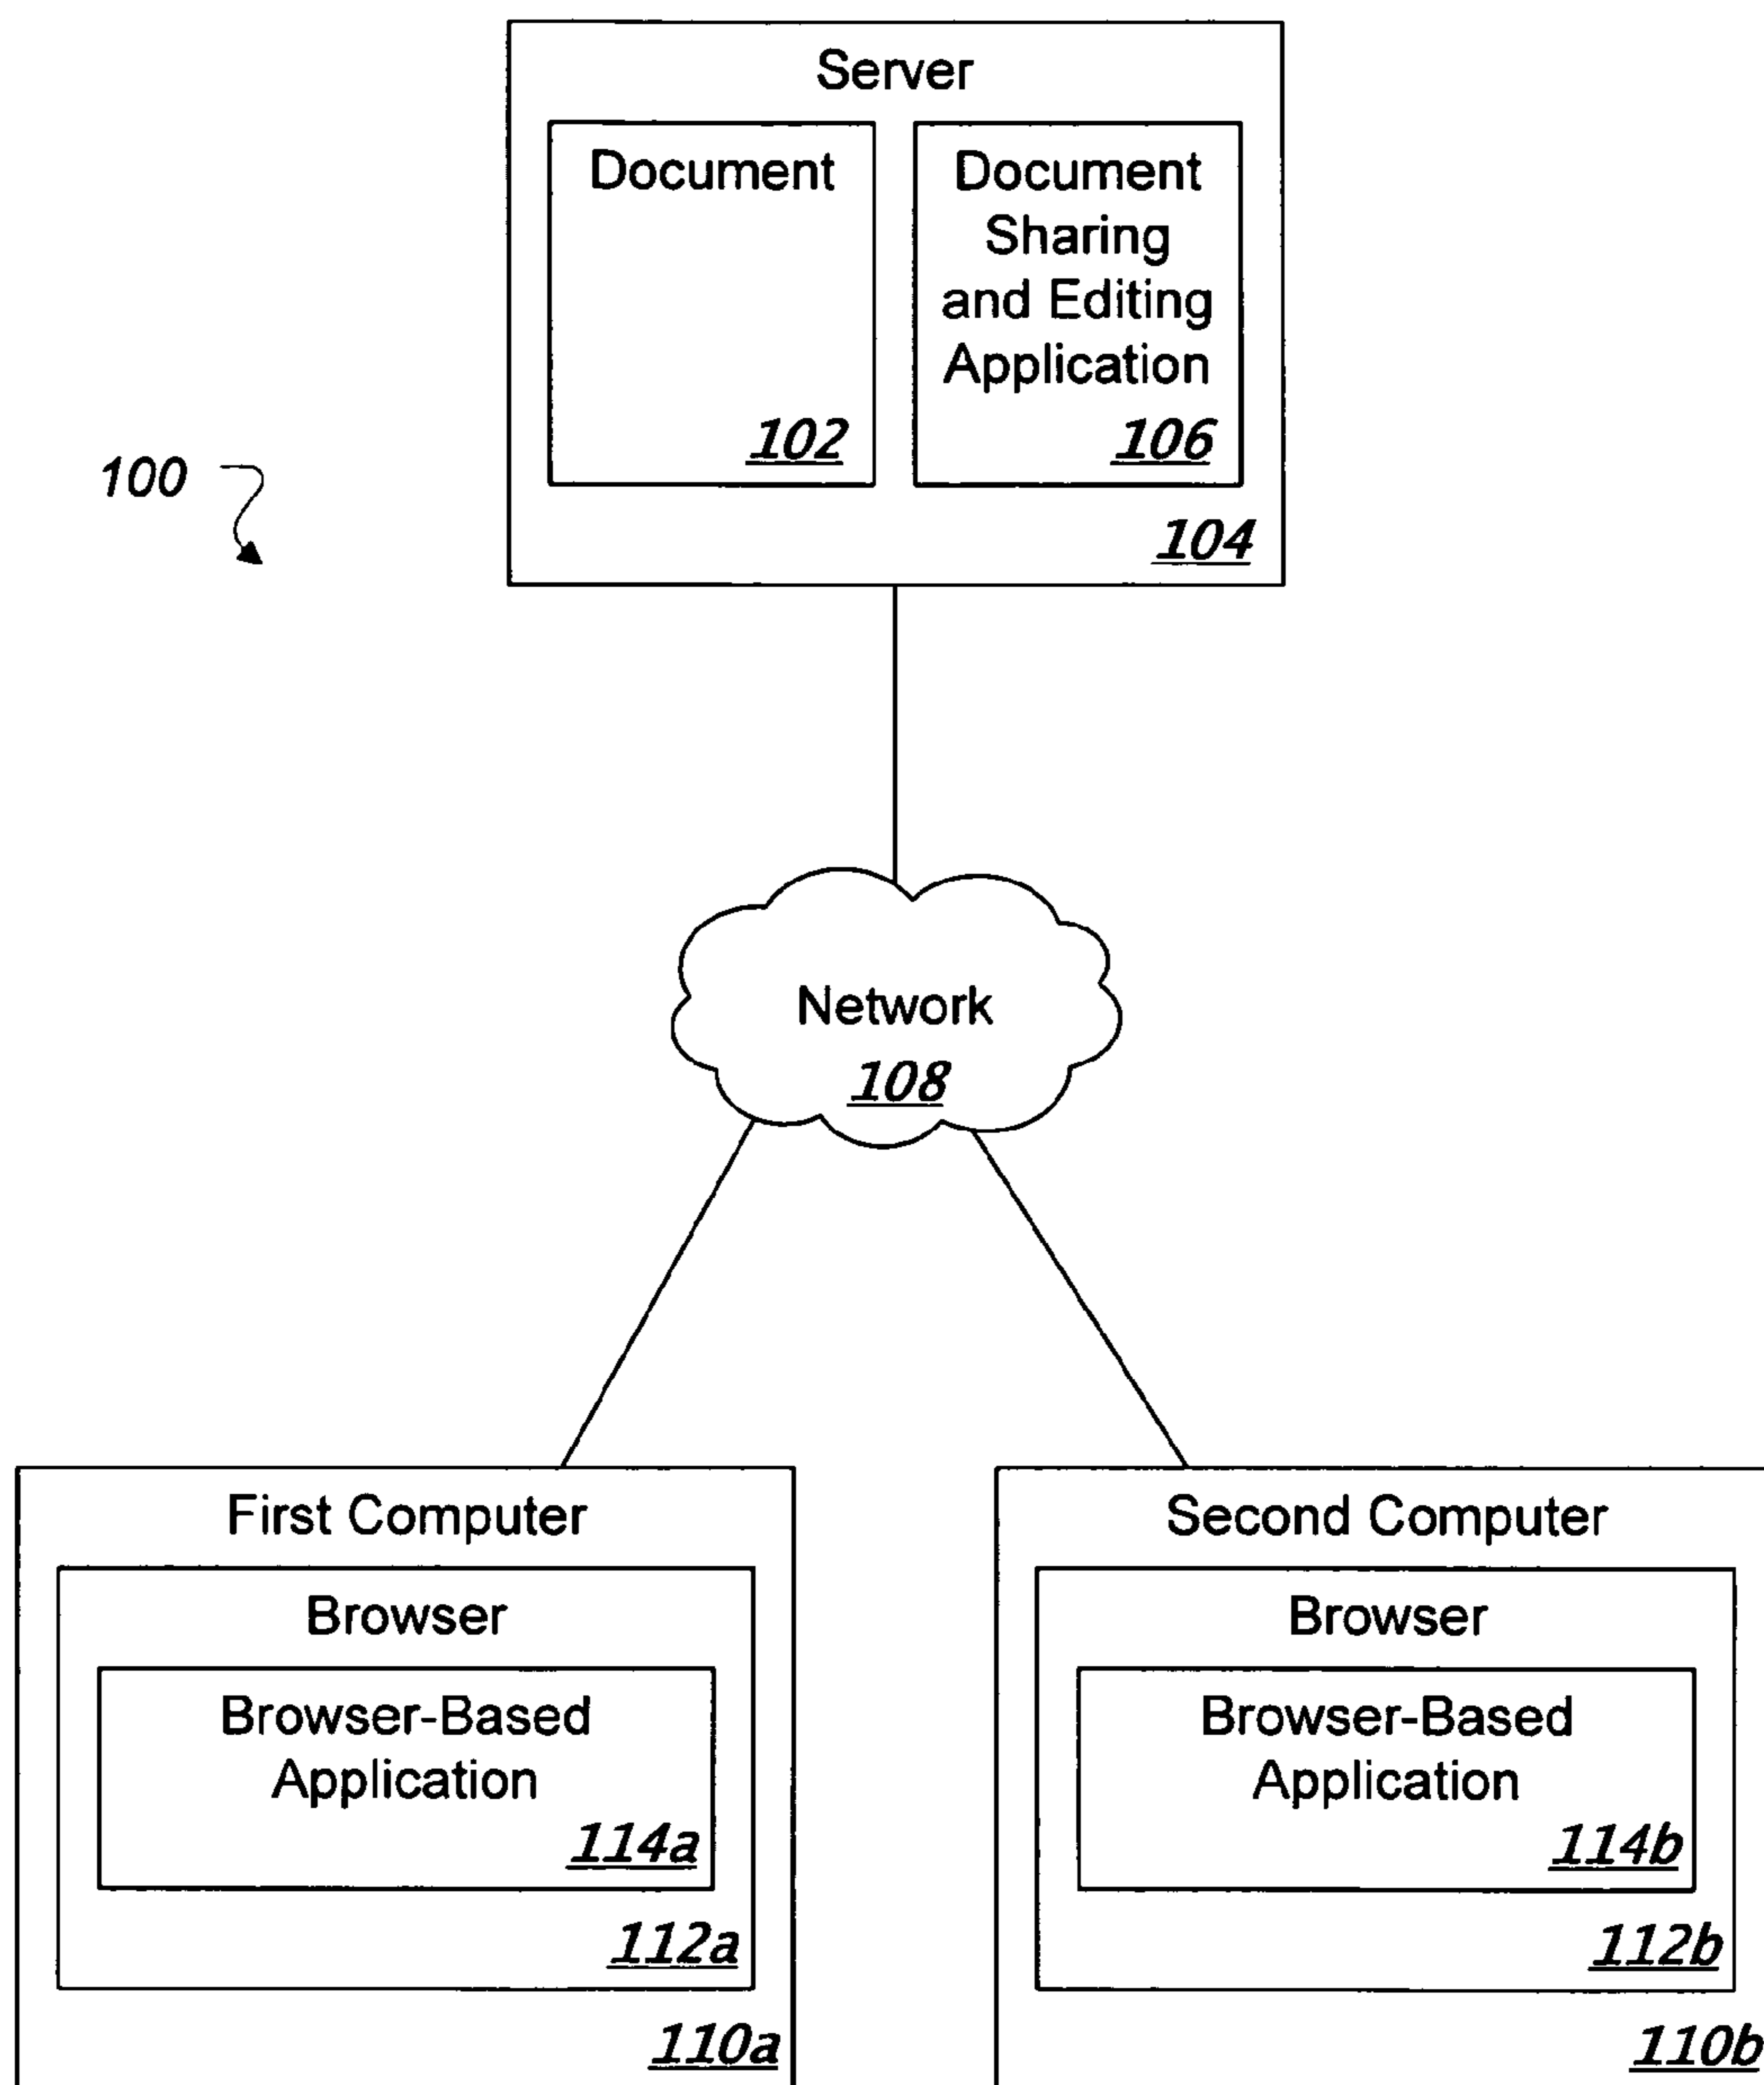 Server
Document
102
Document
Sharing
and Editing
Application
106
104
100
Network
108
First Computer
Browser
Browser-Based
Application
114a
112a
110a
Second Computer
Browser
Browser-Based
Application
114b
112b
110b